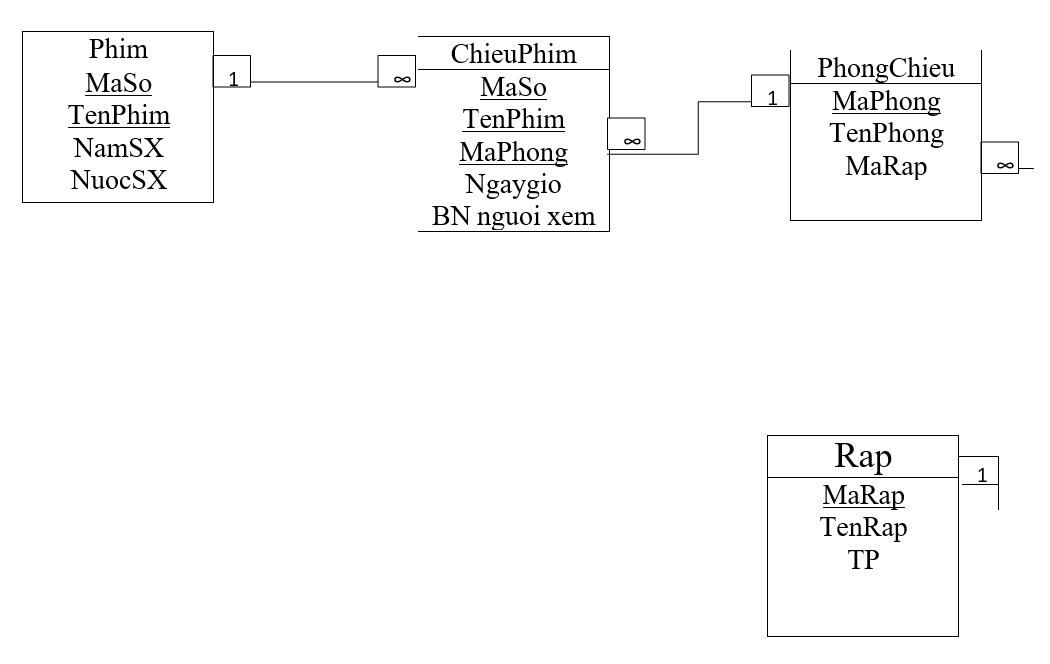 Phim
MaSo
TenPhim
NamSX
NuocSX
1
∞
ChieuPhim
MaSo
TenPhim
MaPhong
Ngaygio
BN nguoi xem
∞
1
PhongChieu
MaPhong
TenPhong
MaRap
∞
Rap
MaRap
TenRap
TP
1